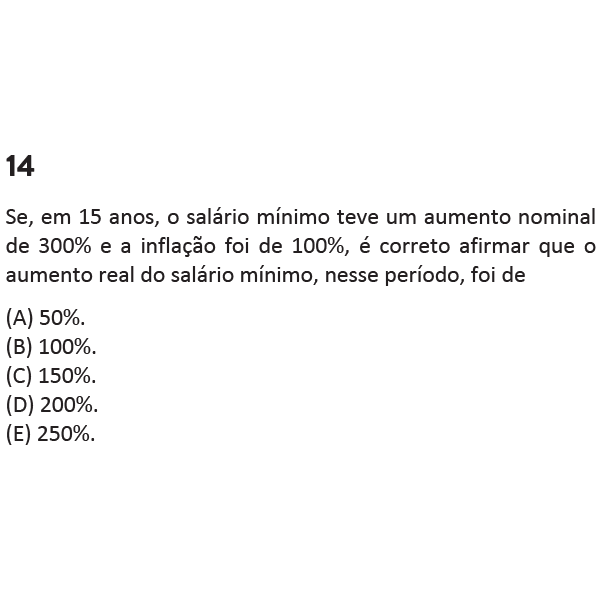 14
Se, em 15 anos, o salário mínimo teve um aumento nominal
de 300% e a inflação foi de 100%, é correto afirmar que o
aumento real do salário mínimo, nesse período, foi de
(A) 50%.
(B) 100%.
(C) 150%.
(D) 200%.
(E) 250%.